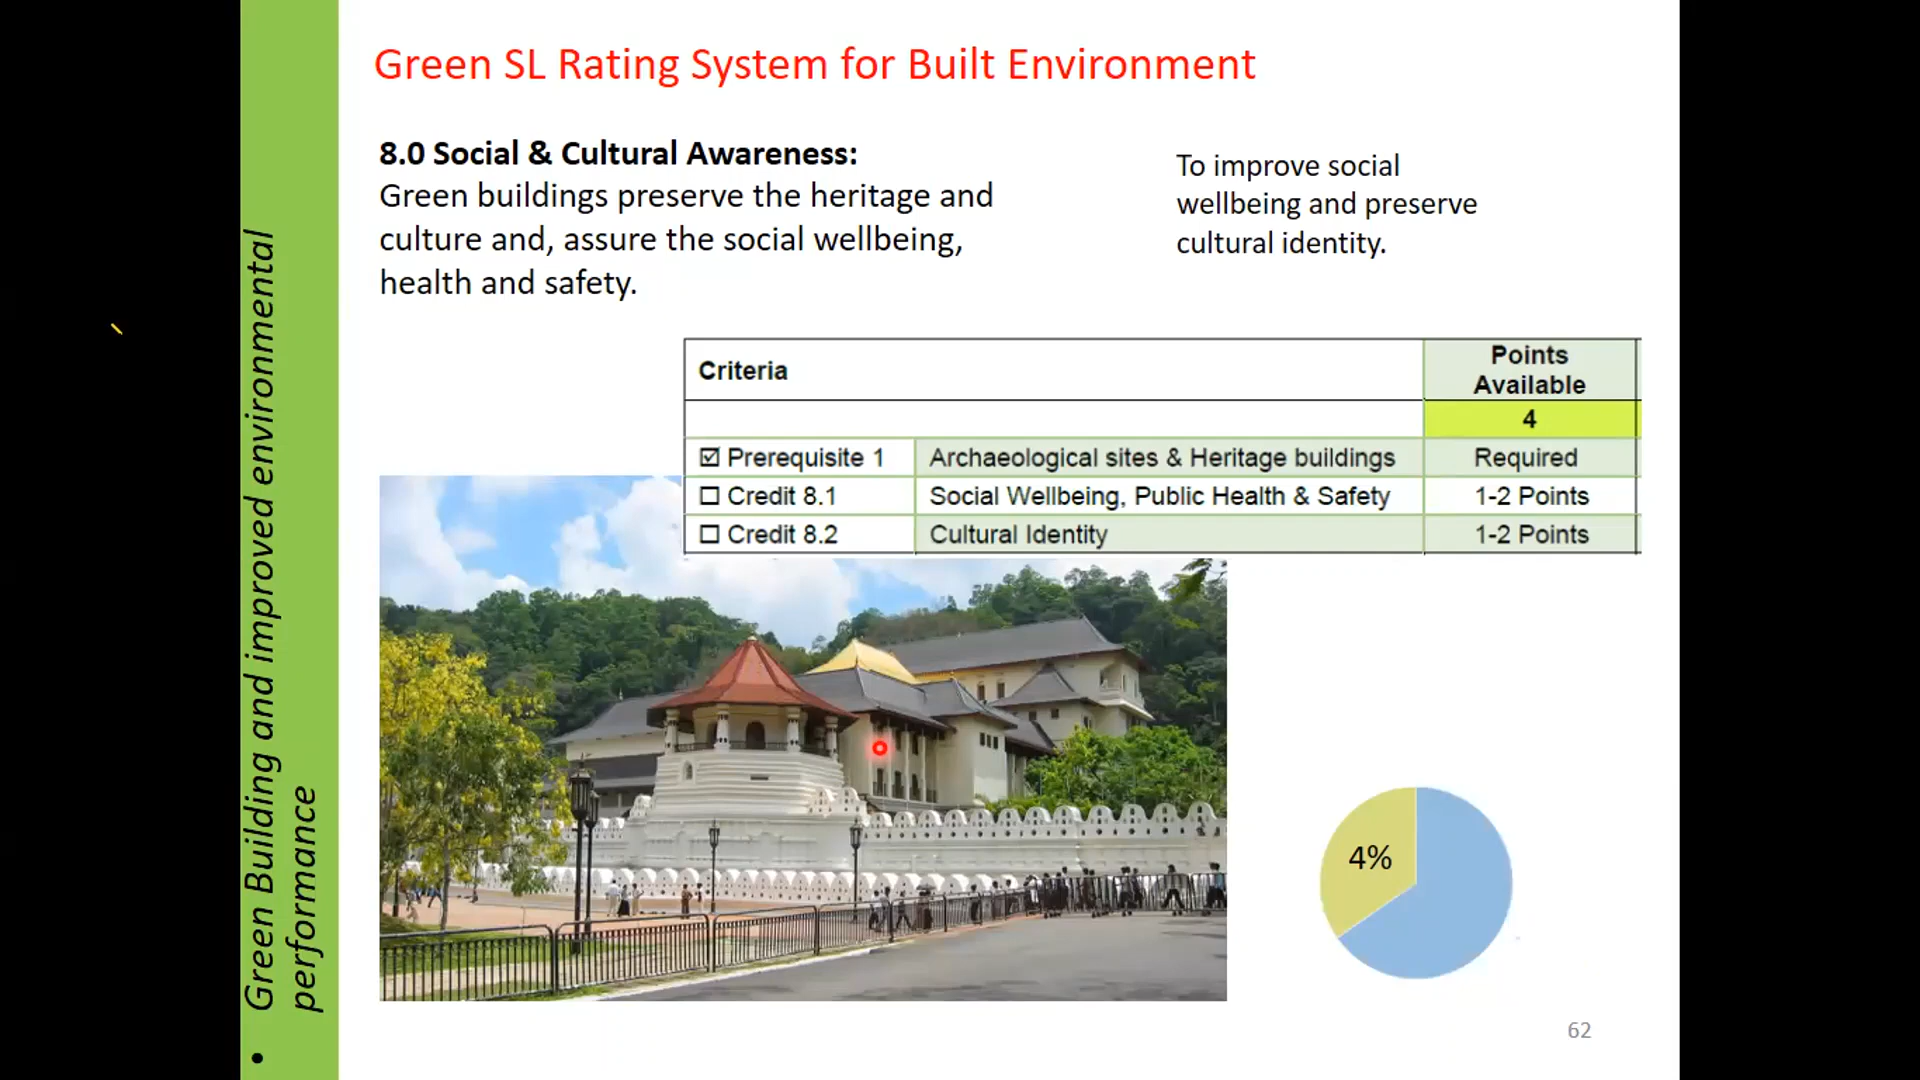 Green SL Rating System for Built Environment
8.0 Social & Cultural Awareness:
Green buildings preserve the heritage and
culture and, assure the social wellbeing,
health and safety.
To improve social
wellbeing and preserve
cultural identity.
Criteria Points Available
4
☑ Prerequisite 1 Archaeological sites & Heritage buildings Required
☐ Credit 8.1 Social Wellbeing, Public Health & Safety 1-2 Points
☐ Credit 8.2 Cultural Identity 1-2 Points
4%
62
• Green Building and improved environmental
performance